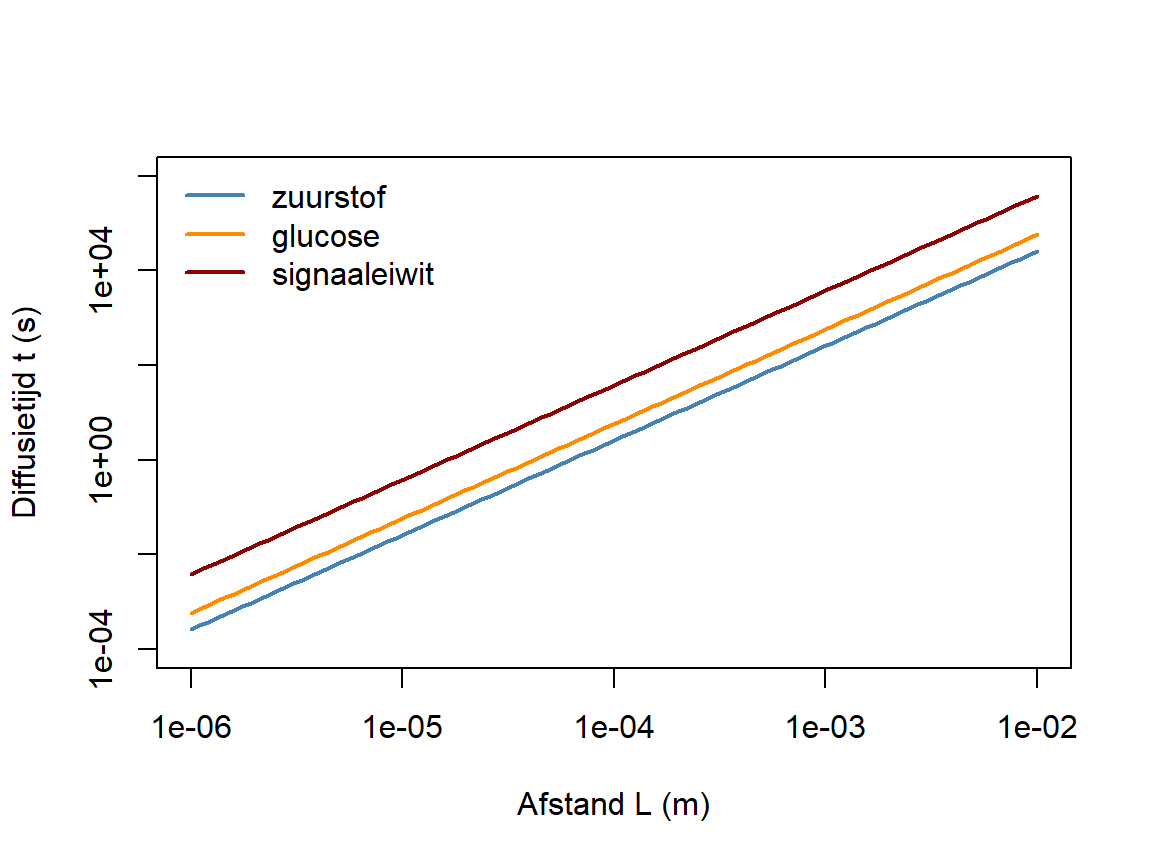 zuurstof
glucose
signaaleiwit
Diffusietijd t (s)
1e+04
1e+00
1e-04
1e-06 1e-05 1e-04 1e-03 1e-02
Afstand L (m)